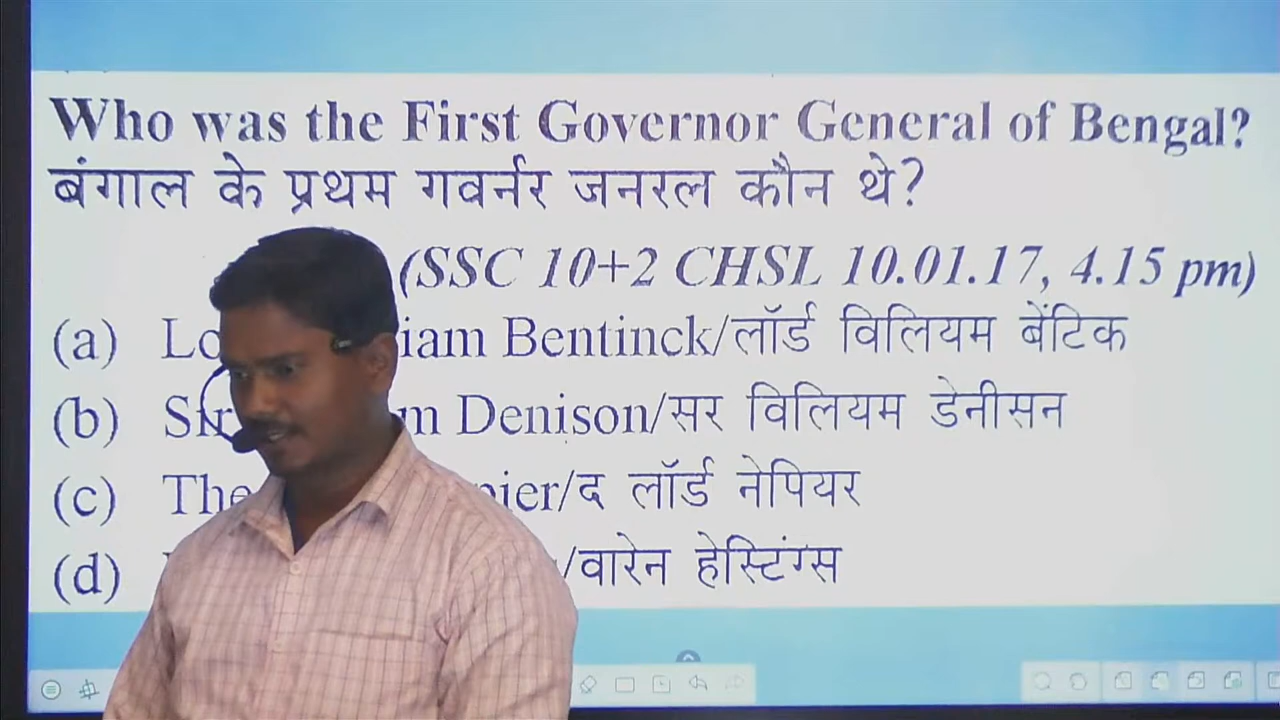 Who was the First Governor General of Bengal?
बंगाल के प्रथम गवर्नर जनरल कौन थे?
(SSC 10+2 CHSL 10.01.17, 4.15 pm)
(a) Lo iam Bentinck/लॉर्ड विलियम बेंटिक
(b) Sir m Denison/सर विलियम डेनीसन
(c) The pier/द लॉर्ड नेपियर
(d) /वारेन हेस्टिंग्स